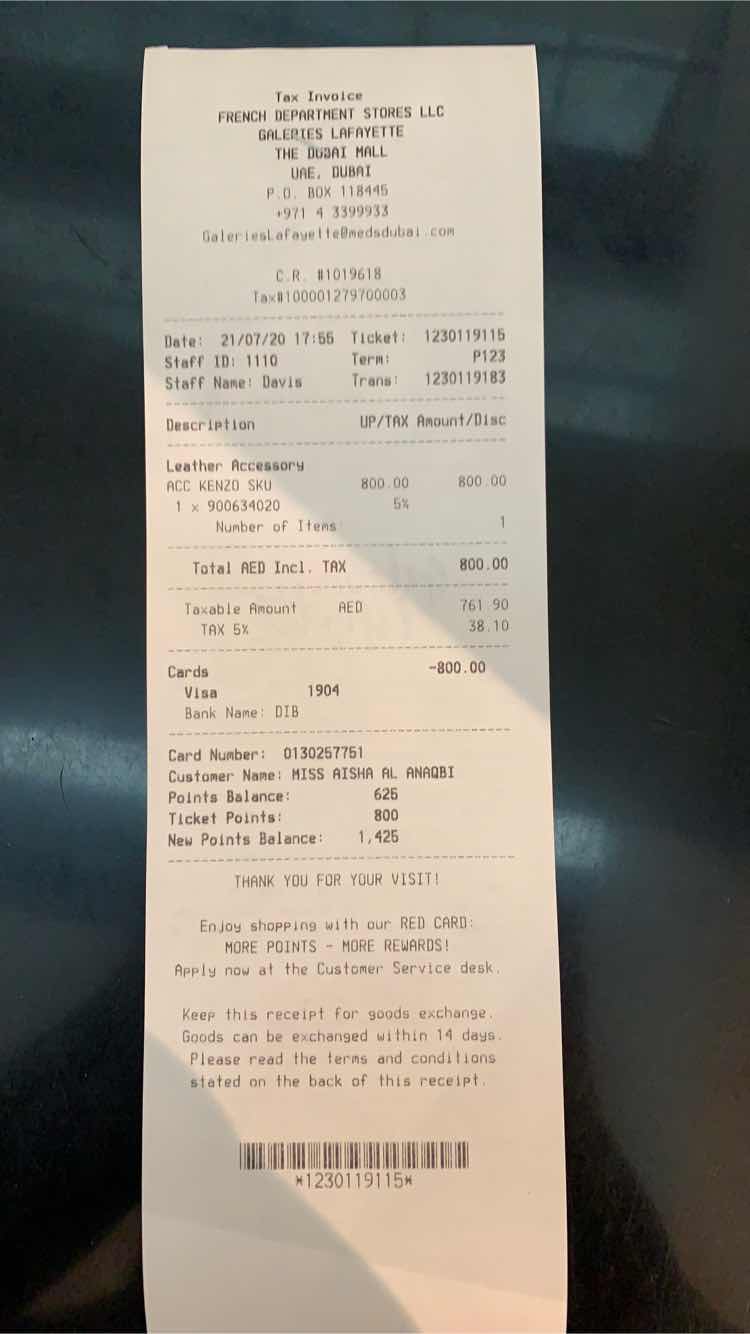 Tax Invoice
FRENCH DEPARTMENT STORES LLC
GALERIES LAFAYETTE
THE DUBAI MALL
UAE, DUBAI
P.O. BOX 118445
+971 4 3399933
GaleriesLafayette@medsdubai.com
C.R. #1019618
Tax#100001279700003
Date: 21/07/20 17:55 Ticket: 1230119115
Staff ID: 1110 Term: P123
Staff Name: Davis Trans: 1230119183
Description UP/TAX Amount/Disc
Leather Accessory
ACC KENZO SKU 800.00 800.00
1 x 900634020 5%
Number of Items 1
Total AED Incl. TAX 800.00
Taxable Amount AED 761 90
TAX 5% 38.10
Cards -800.00
Visa 1904
Bank Name: DIB
Card Number: 0130257751
Customer Name: MISS AISHA AL ANAQBI
Points Balance: 625
Ticket Points: 800
New Points Balance: 1,425
THANK YOU FOR YOUR VISIT!
Enjoy shopping with our RED CARD:
MORE POINTS - MORE REWARDS!
Apply now at the Customer Service desk.
Keep this receipt for goods exchange.
Goods can be exchanged within 14 days.
Please read the terms and conditions
stated on the back of this receipt.
*1230119115*